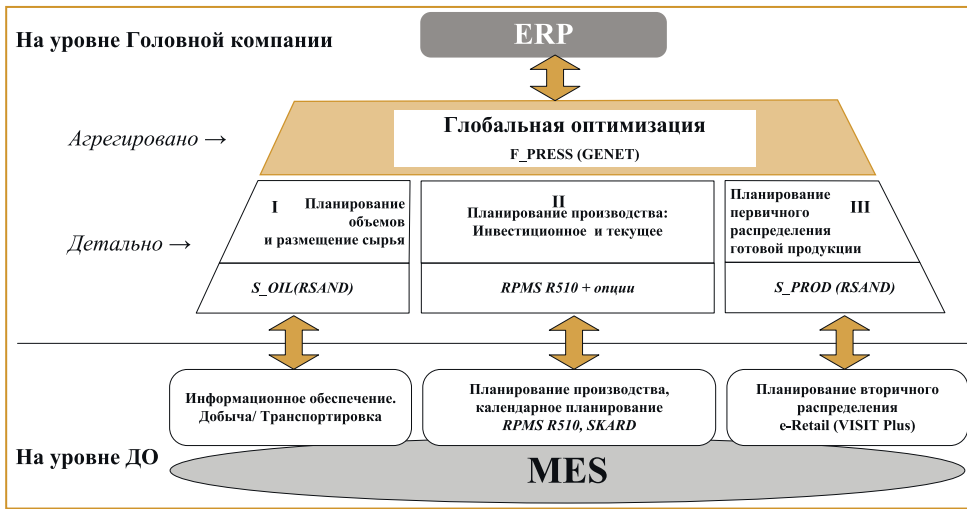 На уровне Головной компании
ERP
Агрегировано →
Глобальная оптимизация
F_PRESS (GENET)
Детально →
I Планирование
объемов
и размещение сырья
S_OIL(RSAND)
II
Планирование производства:
Инвестиционное и текущее
RPMS R510 + опции
Планирование
первичного III
распределения
готовой продукции
S_PROD (RSAND)
Информационное обеспечение.
Добыча/ Транспортировка
Планирование производства,
календарное планирование
RPMS R510, SKARD
Планирование вторичного
распределения
e-Retail (VISIT Plus)
На уровне ДО
MES